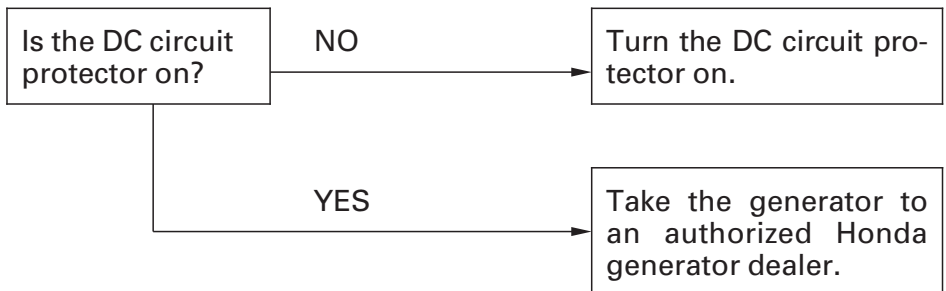 Is the DC circuit
protector on?
NO
Turn the DC circuit pro-
tector on.
YES
Take the generator to
an authorized Honda
generator dealer.